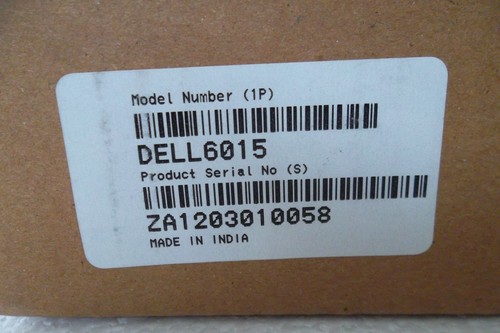 Model Number (1P)
DELL6015
Product Serial No (S)
ZA1203010058
MADE IN INDIA